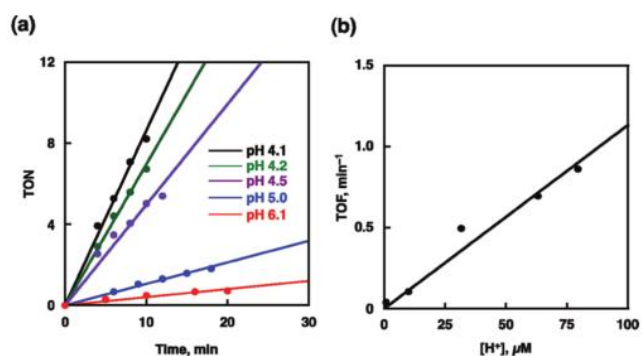 (a)
12
8
4
0
TON
pH 4.1
pH 4.2
pH 4.5
pH 5.0
pH 6.1
0
10
20
30
Time, min
(b)
1.5
1.0
0.5
0
TOF, min⁻¹
0
25
50
75
100
[H⁺], μM